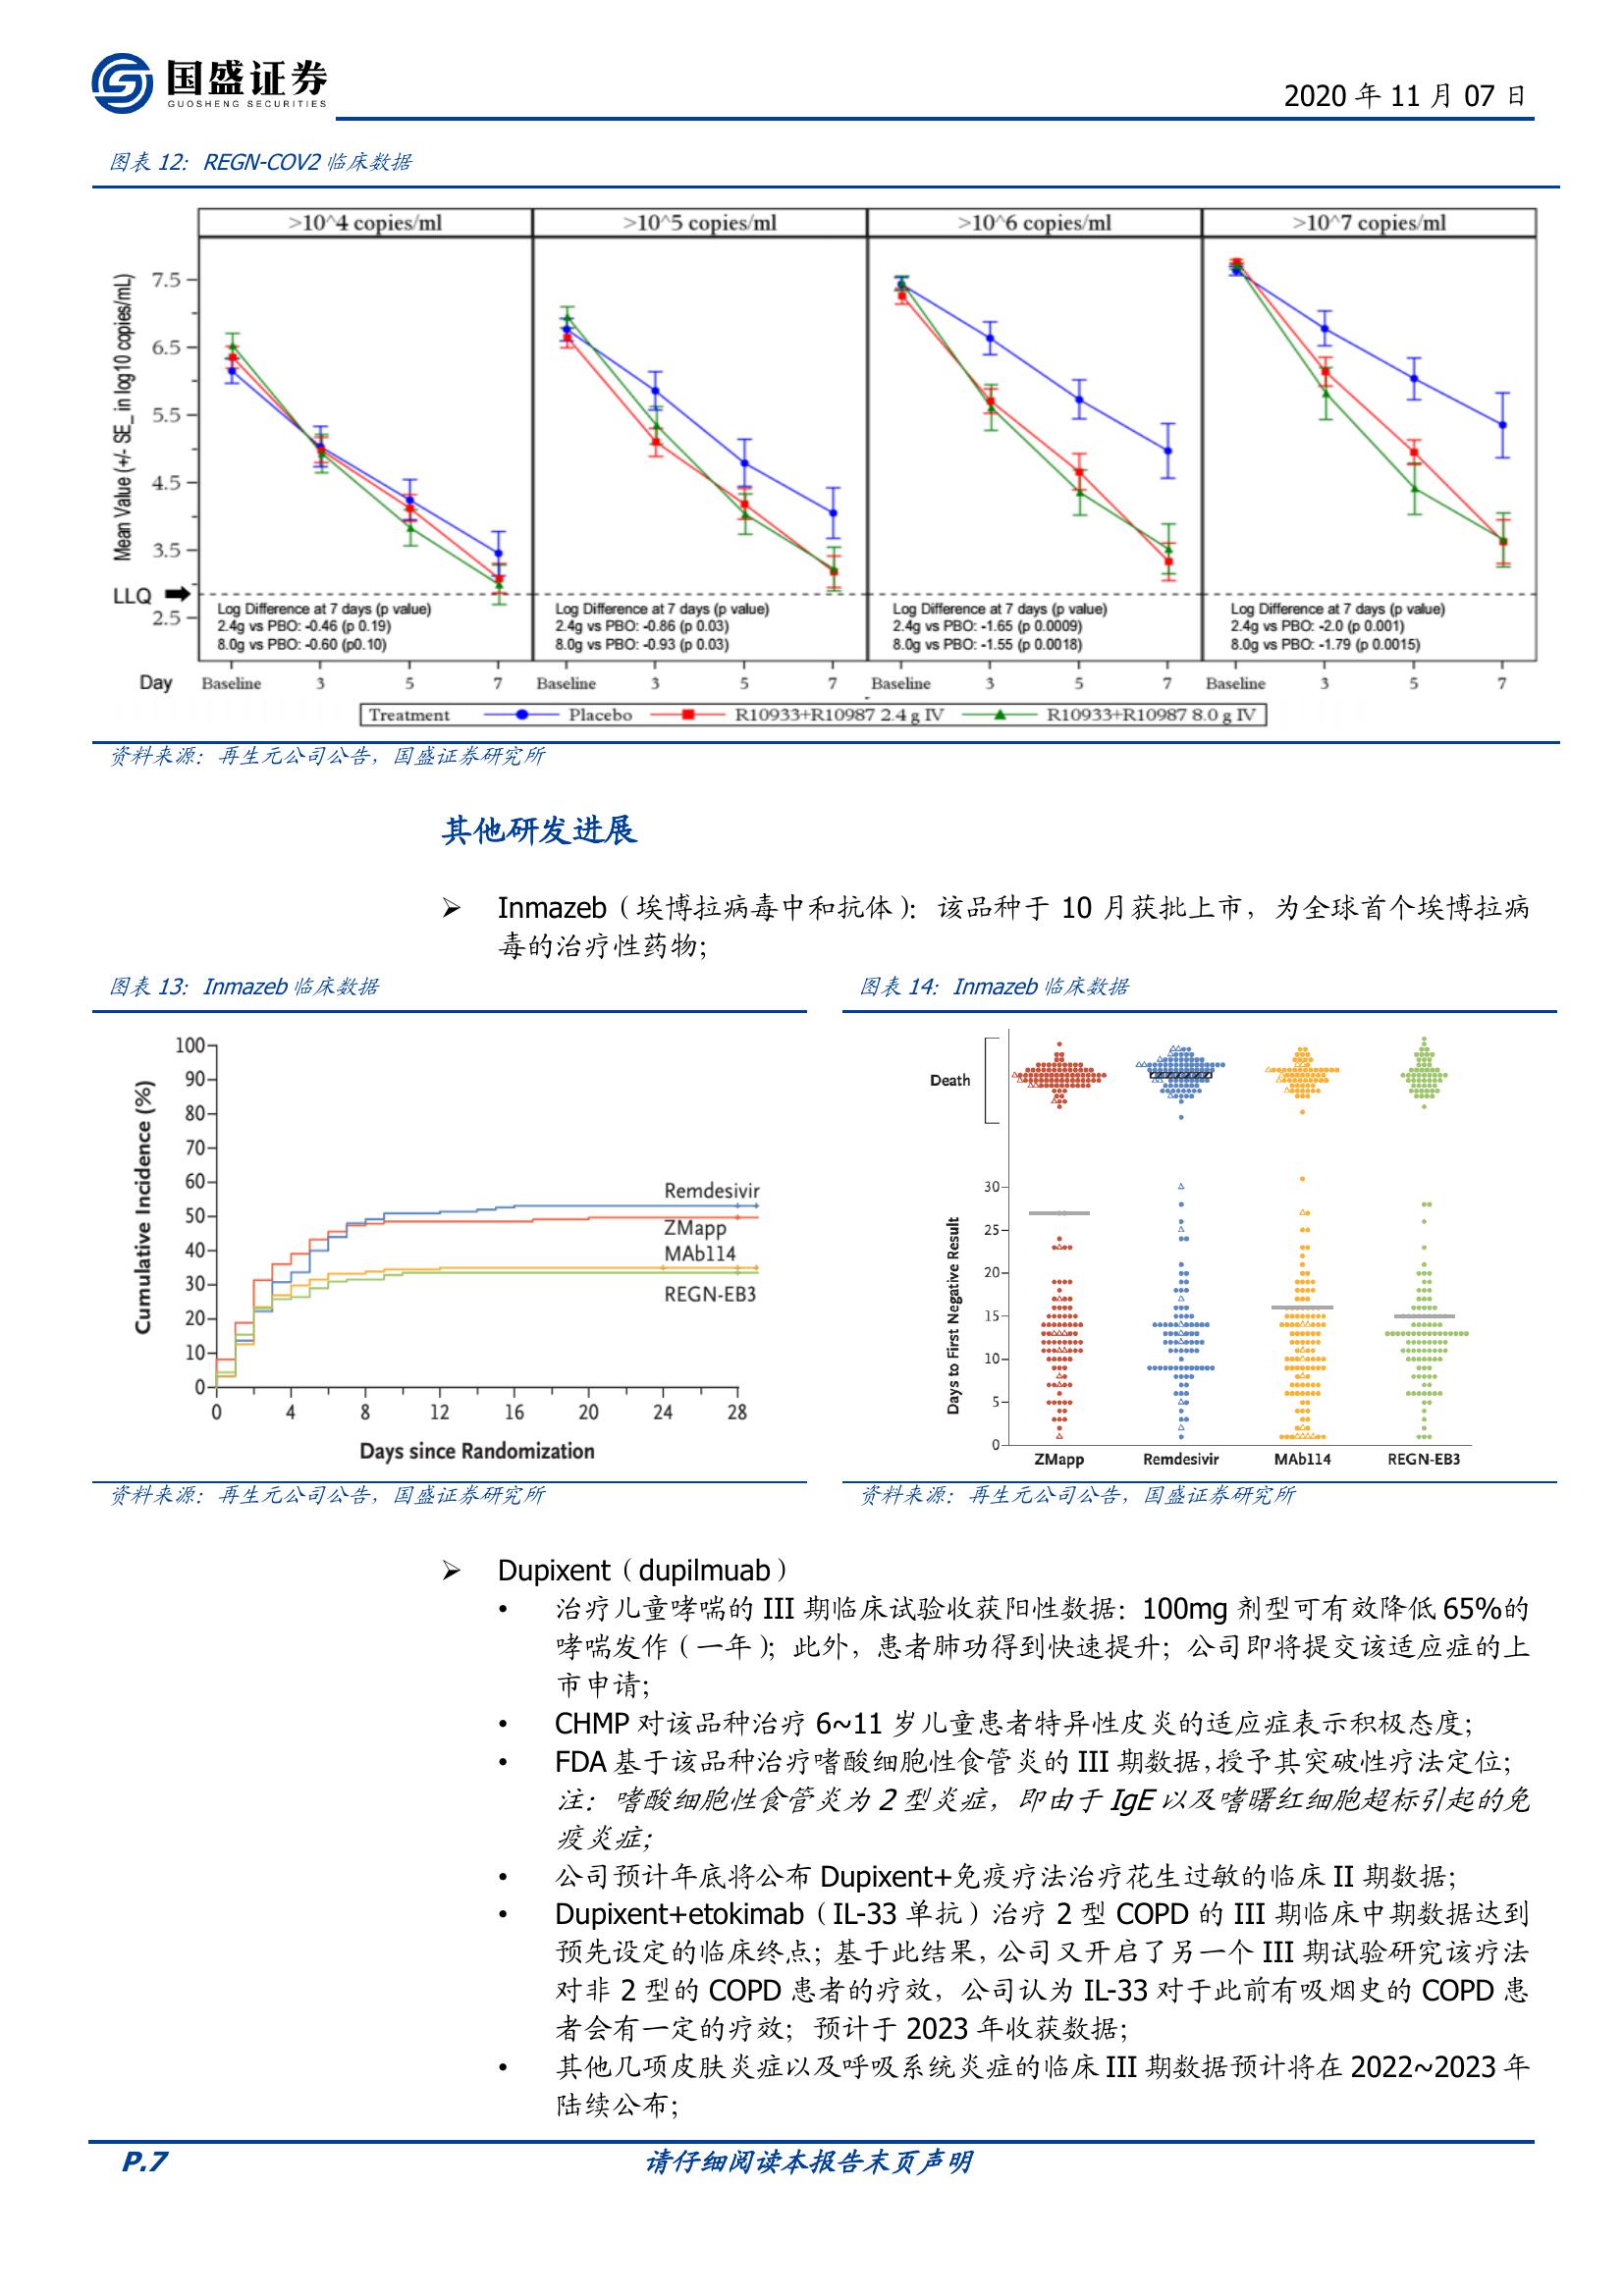 国盛证券
GUOSHENG SECURITIES
2020 年 11 月 07 日
图表 12：REGN-COV2 临床数据
>10^4 copies/ml >10^5 copies/ml >10^6 copies/ml >10^7 copies/ml
Mean Value (+/- SE_ in log10 copies/mL)
7.5
6.5
5.5
4.5
3.5
LLQ
2.5
Log Difference at 7 days (p value)
2.4g vs PBO: -0.46 (p 0.19)
8.0g vs PBO: -0.60 (p0.10)
Log Difference at 7 days (p value)
2.4g vs PBO: -0.86 (p 0.03)
8.0g vs PBO: -0.93 (p 0.03)
Log Difference at 7 days (p value)
2.4g vs PBO: -1.65 (p 0.0009)
8.0g vs PBO: -1.55 (p 0.0018)
Log Difference at 7 days (p value)
2.4g vs PBO: -2.0 (p 0.001)
8.0g vs PBO: -1.79 (p 0.0015)
Day Baseline 3 5 7 Baseline 3 5 7 Baseline 3 5 7 Baseline 3 5 7
Treatment Placebo R10933+R10987 2.4 g IV R10933+R10987 8.0 g IV
资料来源：再生元公司公告，国盛证券研究所
其他研发进展
➢ Inmazeb（埃博拉病毒中和抗体）：该品种于 10 月获批上市，为全球首个埃博拉病
毒的治疗性药物；
图表 13：Inmazeb 临床数据
Cumulative Incidence (%)
100
90
80
70
60
50
40
30
20
10
0
Remdesivir
ZMapp
MAb114
REGN-EB3
0 4 8 12 16 20 24 28
Days since Randomization
资料来源：再生元公司公告，国盛证券研究所
图表 14：Inmazeb 临床数据
Death
Days to First Negative Result
30
25
20
15
10
5
0
ZMapp Remdesivir MAb114 REGN-EB3
资料来源：再生元公司公告，国盛证券研究所
➢ Dupixent（dupilmuab）
• 治疗儿童哮喘的 III 期临床试验收获阳性数据：100mg 剂型可有效降低 65%的
哮喘发作（一年）；此外，患者肺功得到快速提升；公司即将提交该适应症的上
市申请；
• CHMP 对该品种治疗 6~11 岁儿童患者特异性皮炎的适应症表示积极态度；
• FDA 基于该品种治疗嗜酸细胞性食管炎的 III 期数据，授予其突破性疗法定位；
注：嗜酸细胞性食管炎为 2 型炎症，即由于 IgE 以及嗜曙红细胞超标引起的免
疫炎症；
• 公司预计年底将公布 Dupixent+免疫疗法治疗花生过敏的临床 II 期数据；
• Dupixent+etokimab（IL-33 单抗）治疗 2 型 COPD 的 III 期临床中期数据达到
预先设定的临床终点；基于此结果，公司又开启了另一个 III 期试验研究该疗法
对非 2 型的 COPD 患者的疗效，公司认为 IL-33 对于此前有吸烟史的 COPD 患
者会有一定的疗效；预计于 2023 年收获数据；
• 其他几项皮肤炎症以及呼吸系统炎症的临床 III 期数据预计将在 2022~2023 年
陆续公布；
P.7 请仔细阅读本报告末页声明